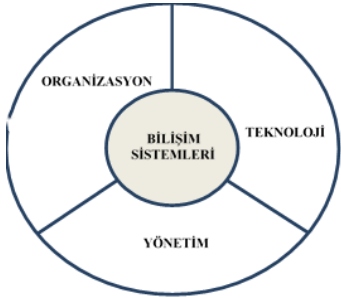 ORGANİZASYON
TEKNOLOJİ
BİLİŞİM
SİSTEMLERİ
YÖNETİM